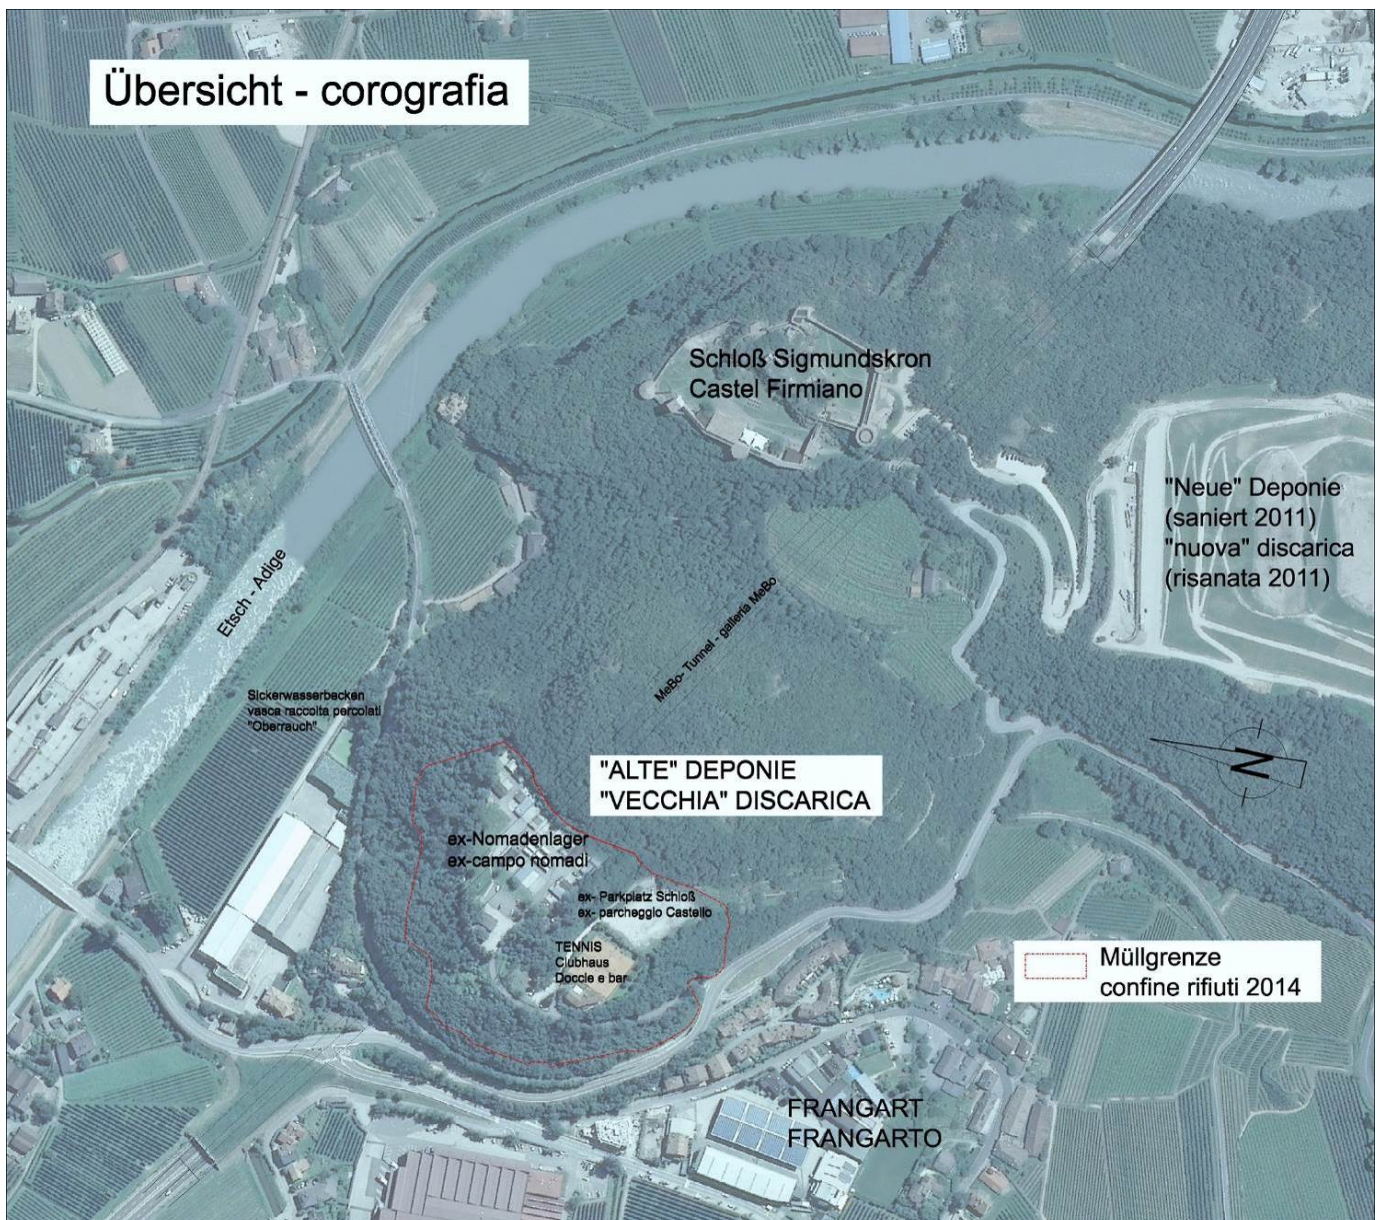 Übersicht - corografia
Schloß Sigmundskron
Castel Firmiano
"Neue" Deponie
(saniert 2011)
"nuova" discarica
(risanata 2011)
Etsch - Adige
MeBo- Tunnel - galleria MeBo
Sickerwasserbecken
vasca raccolta percolati
"Oberrauch"
"ALTE" DEPONIE
"VECCHIA" DISCARICA
N
ex-Nomadenlager
ex-campo nomadi
ex- Parkplatz Schloß
ex- parcheggio Castello
TENNIS
Clubhaus
Doccie e bar
Müllgrenze
confine rifiuti 2014
FRANGART
FRANGARTO